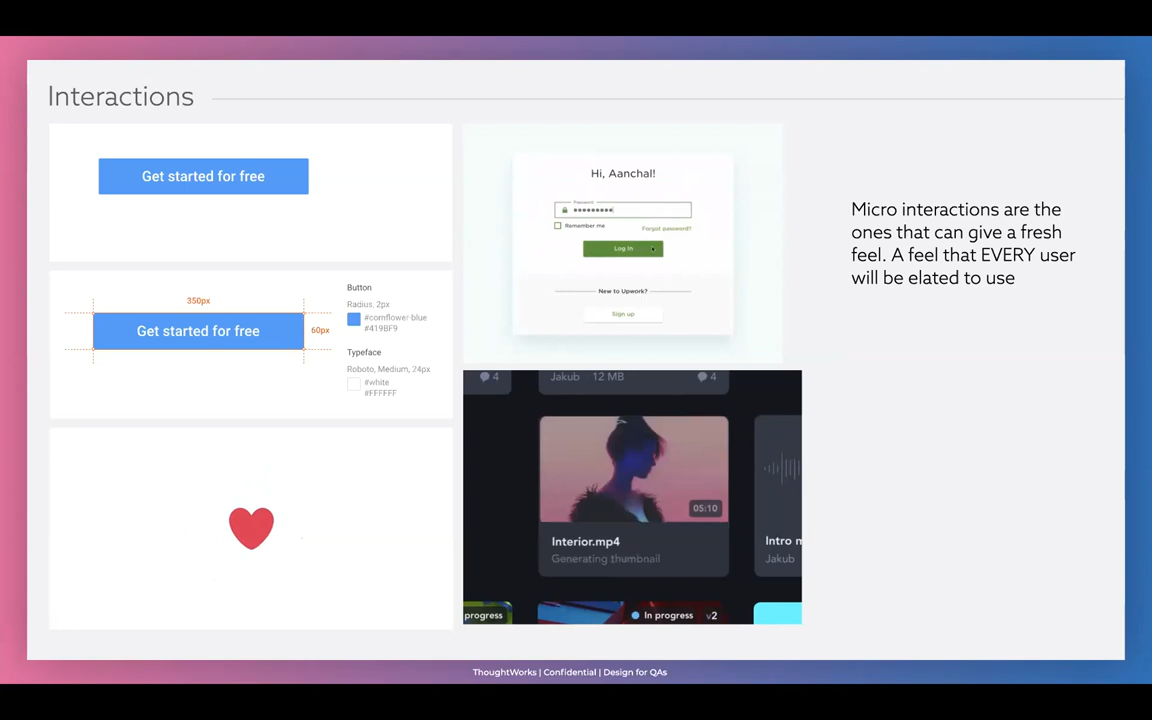 Interactions
Get started for free
350px
Get started for free
60px
Button
Radius, 2px
#cornflower-blue
#419BF9
Typeface
Roboto, Medium, 24px
#white
#FFFFFF
Hi, Aanchal!
Password
Remember me
Forgot password?
Log In
New to Upwork?
Sign up
4
Jakub 12 MB
4
05:10
Interior.mp4
Generating thumbnail
Intro
Jakub
progress
In progress v2
Micro interactions are the
ones that can give a fresh
feel. A feel that EVERY user
will be elated to use
ThoughtWorks | Confidential | Design for QAs